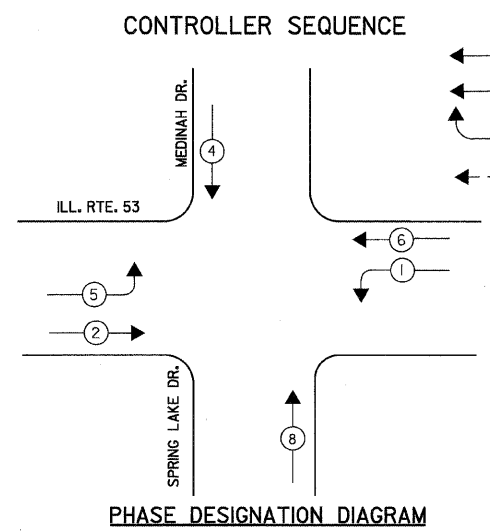 CONTROLLER SEQUENCE
MEDINAH DR.
4
ILL. RTE. 53
6
5
1
2
SPRING LAKE DR.
8
PHASE DESIGNATION DIAGRAM